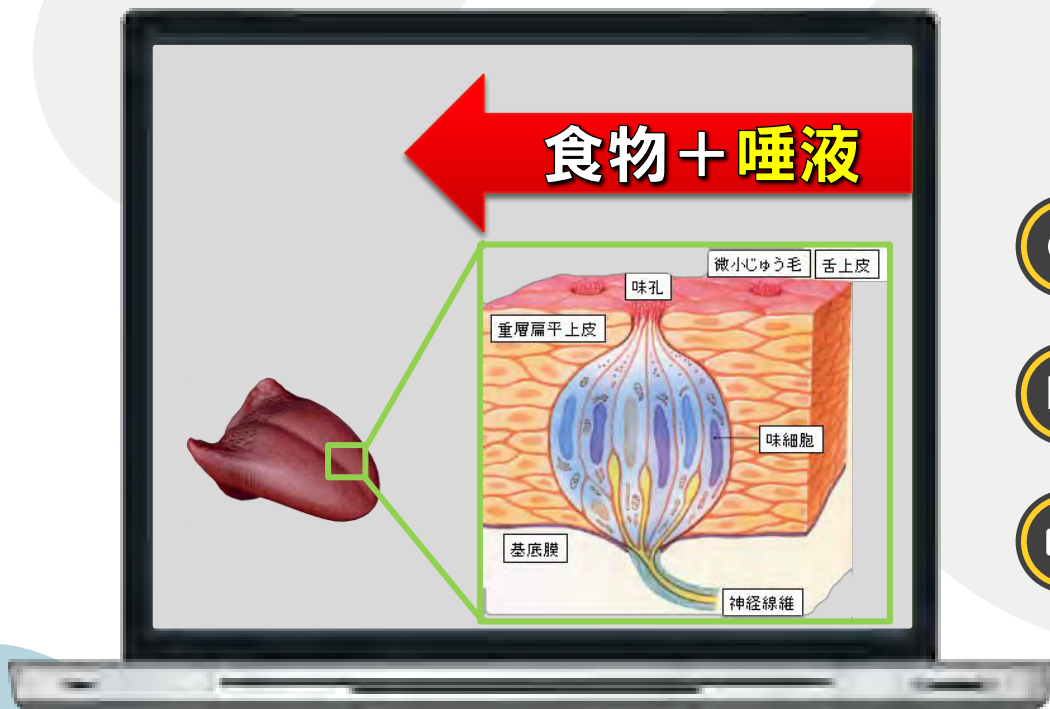 食物＋唾液
微小じゅう毛
舌上皮
味孔
重層扁平上皮
味細胞
基底膜
神経線維